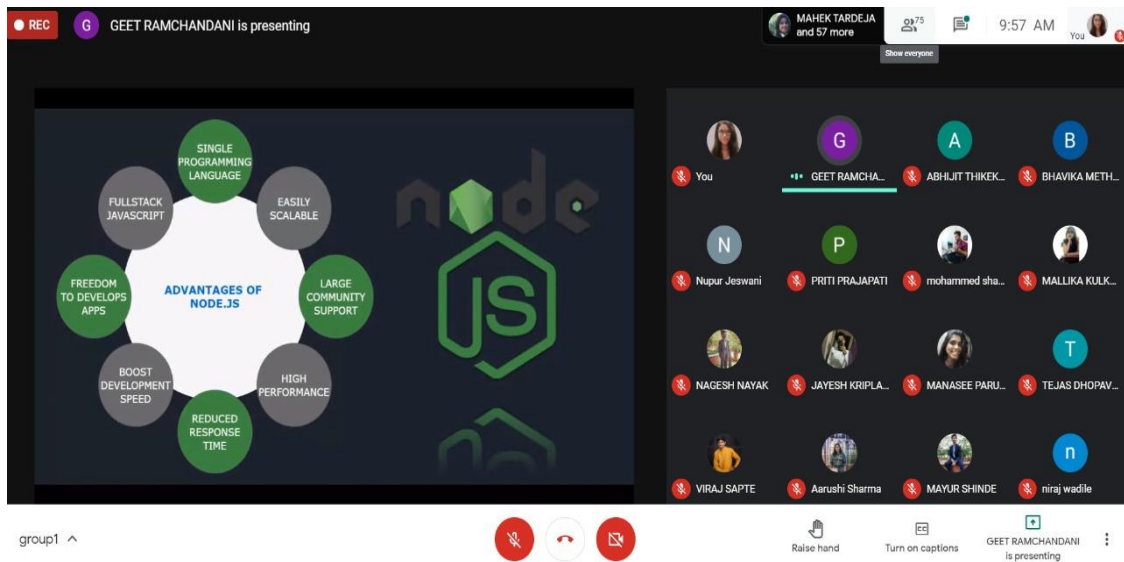 REC
G
GEET RAMCHANDANI is presenting
MAHEK TARDEJA
and 57 more
75
9:57 AM
You
Show everyone
SINGLE
PROGRAMMING
LANGUAGE
FULLSTACK
JAVASCRIPT
EASILY
SCALABLE
FREEDOM
TO DEVELOPS
APPS
ADVANTAGES OF
NODE.JS
LARGE
COMMUNITY
SUPPORT
BOOST
DEVELOPMENT
SPEED
HIGH
PERFORMANCE
REDUCED
RESPONSE
TIME
node
JS
G
A
B
You
GEET RAMCHA...
ABHIJIT THIKEK...
BHAVIKA METH...
N
P
Nupur Jeswani
PRITI PRAJAPATI
mohammed sha...
MALLIKA KULK...
T
NAGESH NAYAK
JAYESH KRIPLA...
MANASEE PARU...
TEJAS DHOPAV...
n
VIRAJ SAPTE
Aarushi Sharma
MAYUR SHINDE
niraj wadile
group1
Raise hand
CC
Turn on captions
GEET RAMCHANDANI
is presenting